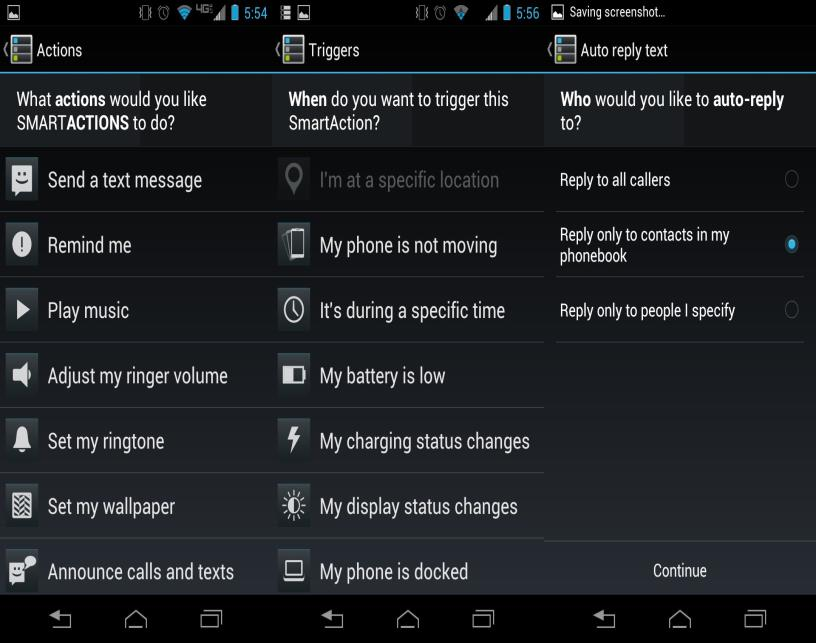 4G 5:54
Actions
What actions would you like
SMARTACTIONS to do?
Send a text message
Remind me
Play music
Adjust my ringer volume
Set my ringtone
Set my wallpaper
Announce calls and texts
5:56
Triggers
When do you want to trigger this
SmartAction?
I'm at a specific location
My phone is not moving
It's during a specific time
My battery is low
My charging status changes
My display status changes
My phone is docked
Saving screenshot...
Auto reply text
Who would you like to auto-reply
to?
Reply to all callers
Reply only to contacts in my
phonebook
Reply only to people I specify
Continue